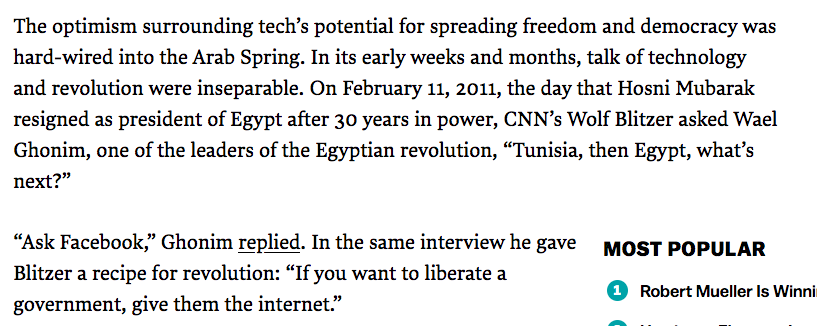 The optimism surrounding tech’s potential for spreading freedom and democracy was
hard-wired into the Arab Spring. In its early weeks and months, talk of technology
and revolution were inseparable. On February 11, 2011, the day that Hosni Mubarak
resigned as president of Egypt after 30 years in power, CNN’s Wolf Blitzer asked Wael
Ghonim, one of the leaders of the Egyptian revolution, “Tunisia, then Egypt, what’s
next?”
“Ask Facebook,” Ghonim replied. In the same interview he gave
Blitzer a recipe for revolution: “If you want to liberate a
government, give them the internet.”
MOST POPULAR
1 Robert Mueller Is